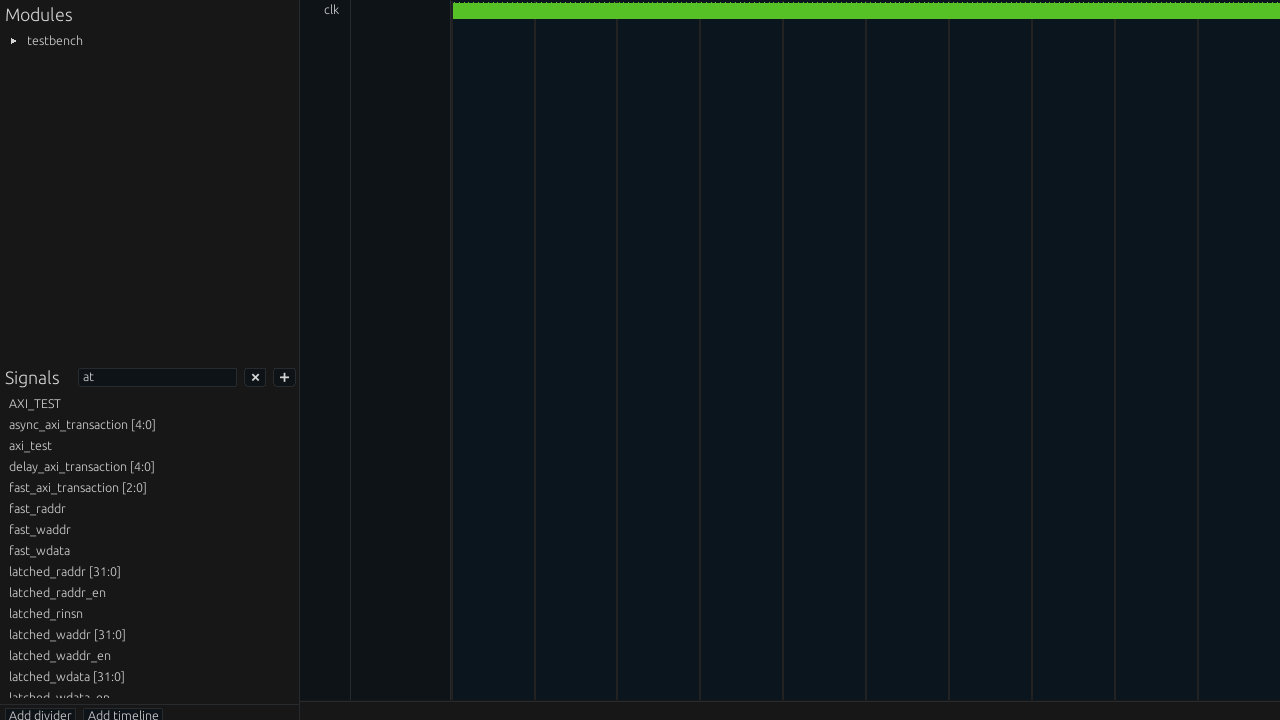 Modules
clk
testbench
Signals
at
AXI_TEST
async_axi_transaction [4:0]
axi_test
delay_axi_transaction [4:0]
fast_axi_transaction [2:0]
fast_raddr
fast_waddr
fast_wdata
latched_raddr [31:0]
latched_raddr_en
latched_rinsn
latched_waddr [31:0]
latched_waddr_en
latched_wdata [31:0]
latched_wdata_en
Add divider
Add timeline